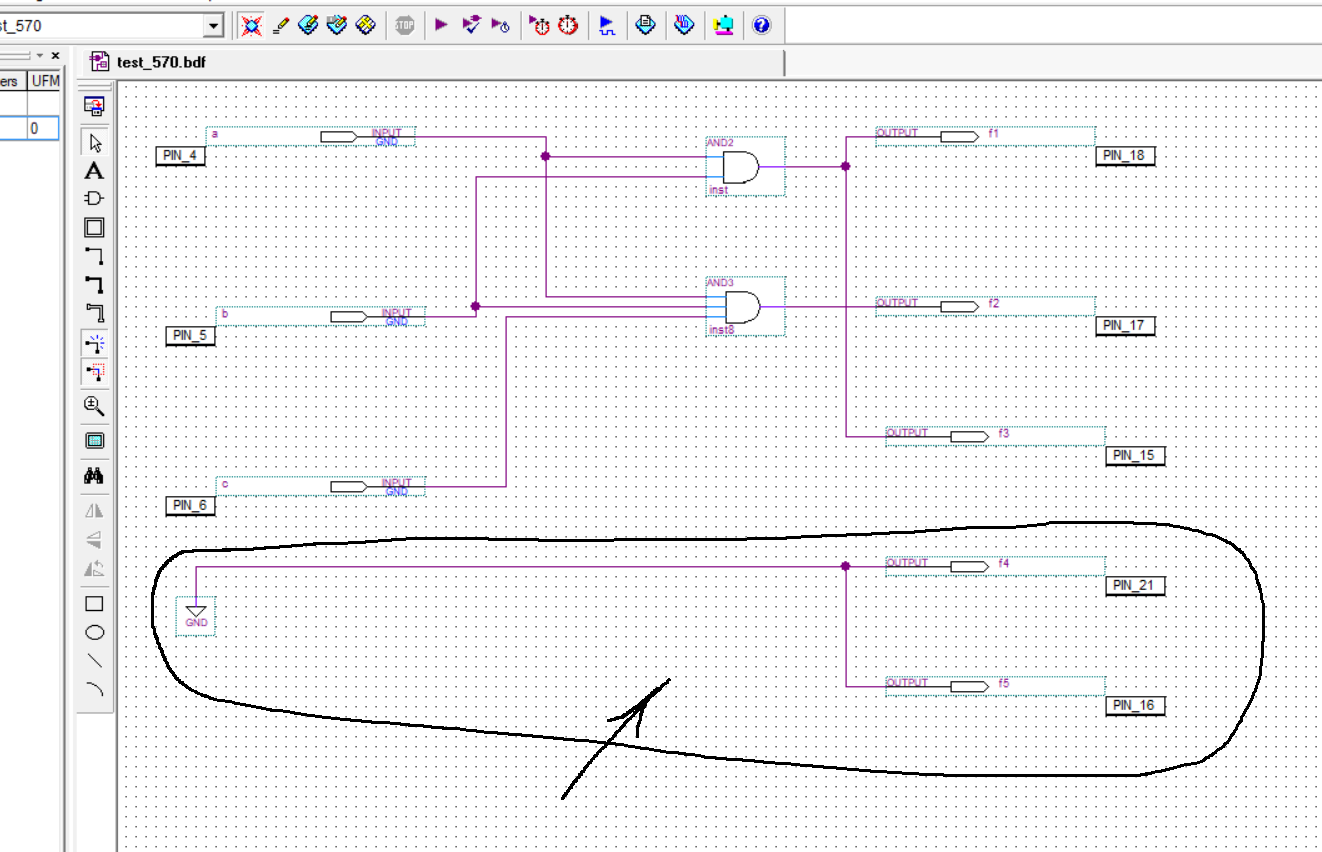 st_570
STOP
ers UFM
0
test_570.bdf
a INPUT
GND
PIN_4
AND2
inst
OUTPUT f1
PIN_18
b INPUT
GND
PIN_5
AND3
inst8
OUTPUT f2
PIN_17
OUTPUT f3
PIN_15
c INPUT
GND
PIN_6
GND
OUTPUT f4
PIN_21
OUTPUT f5
PIN_16